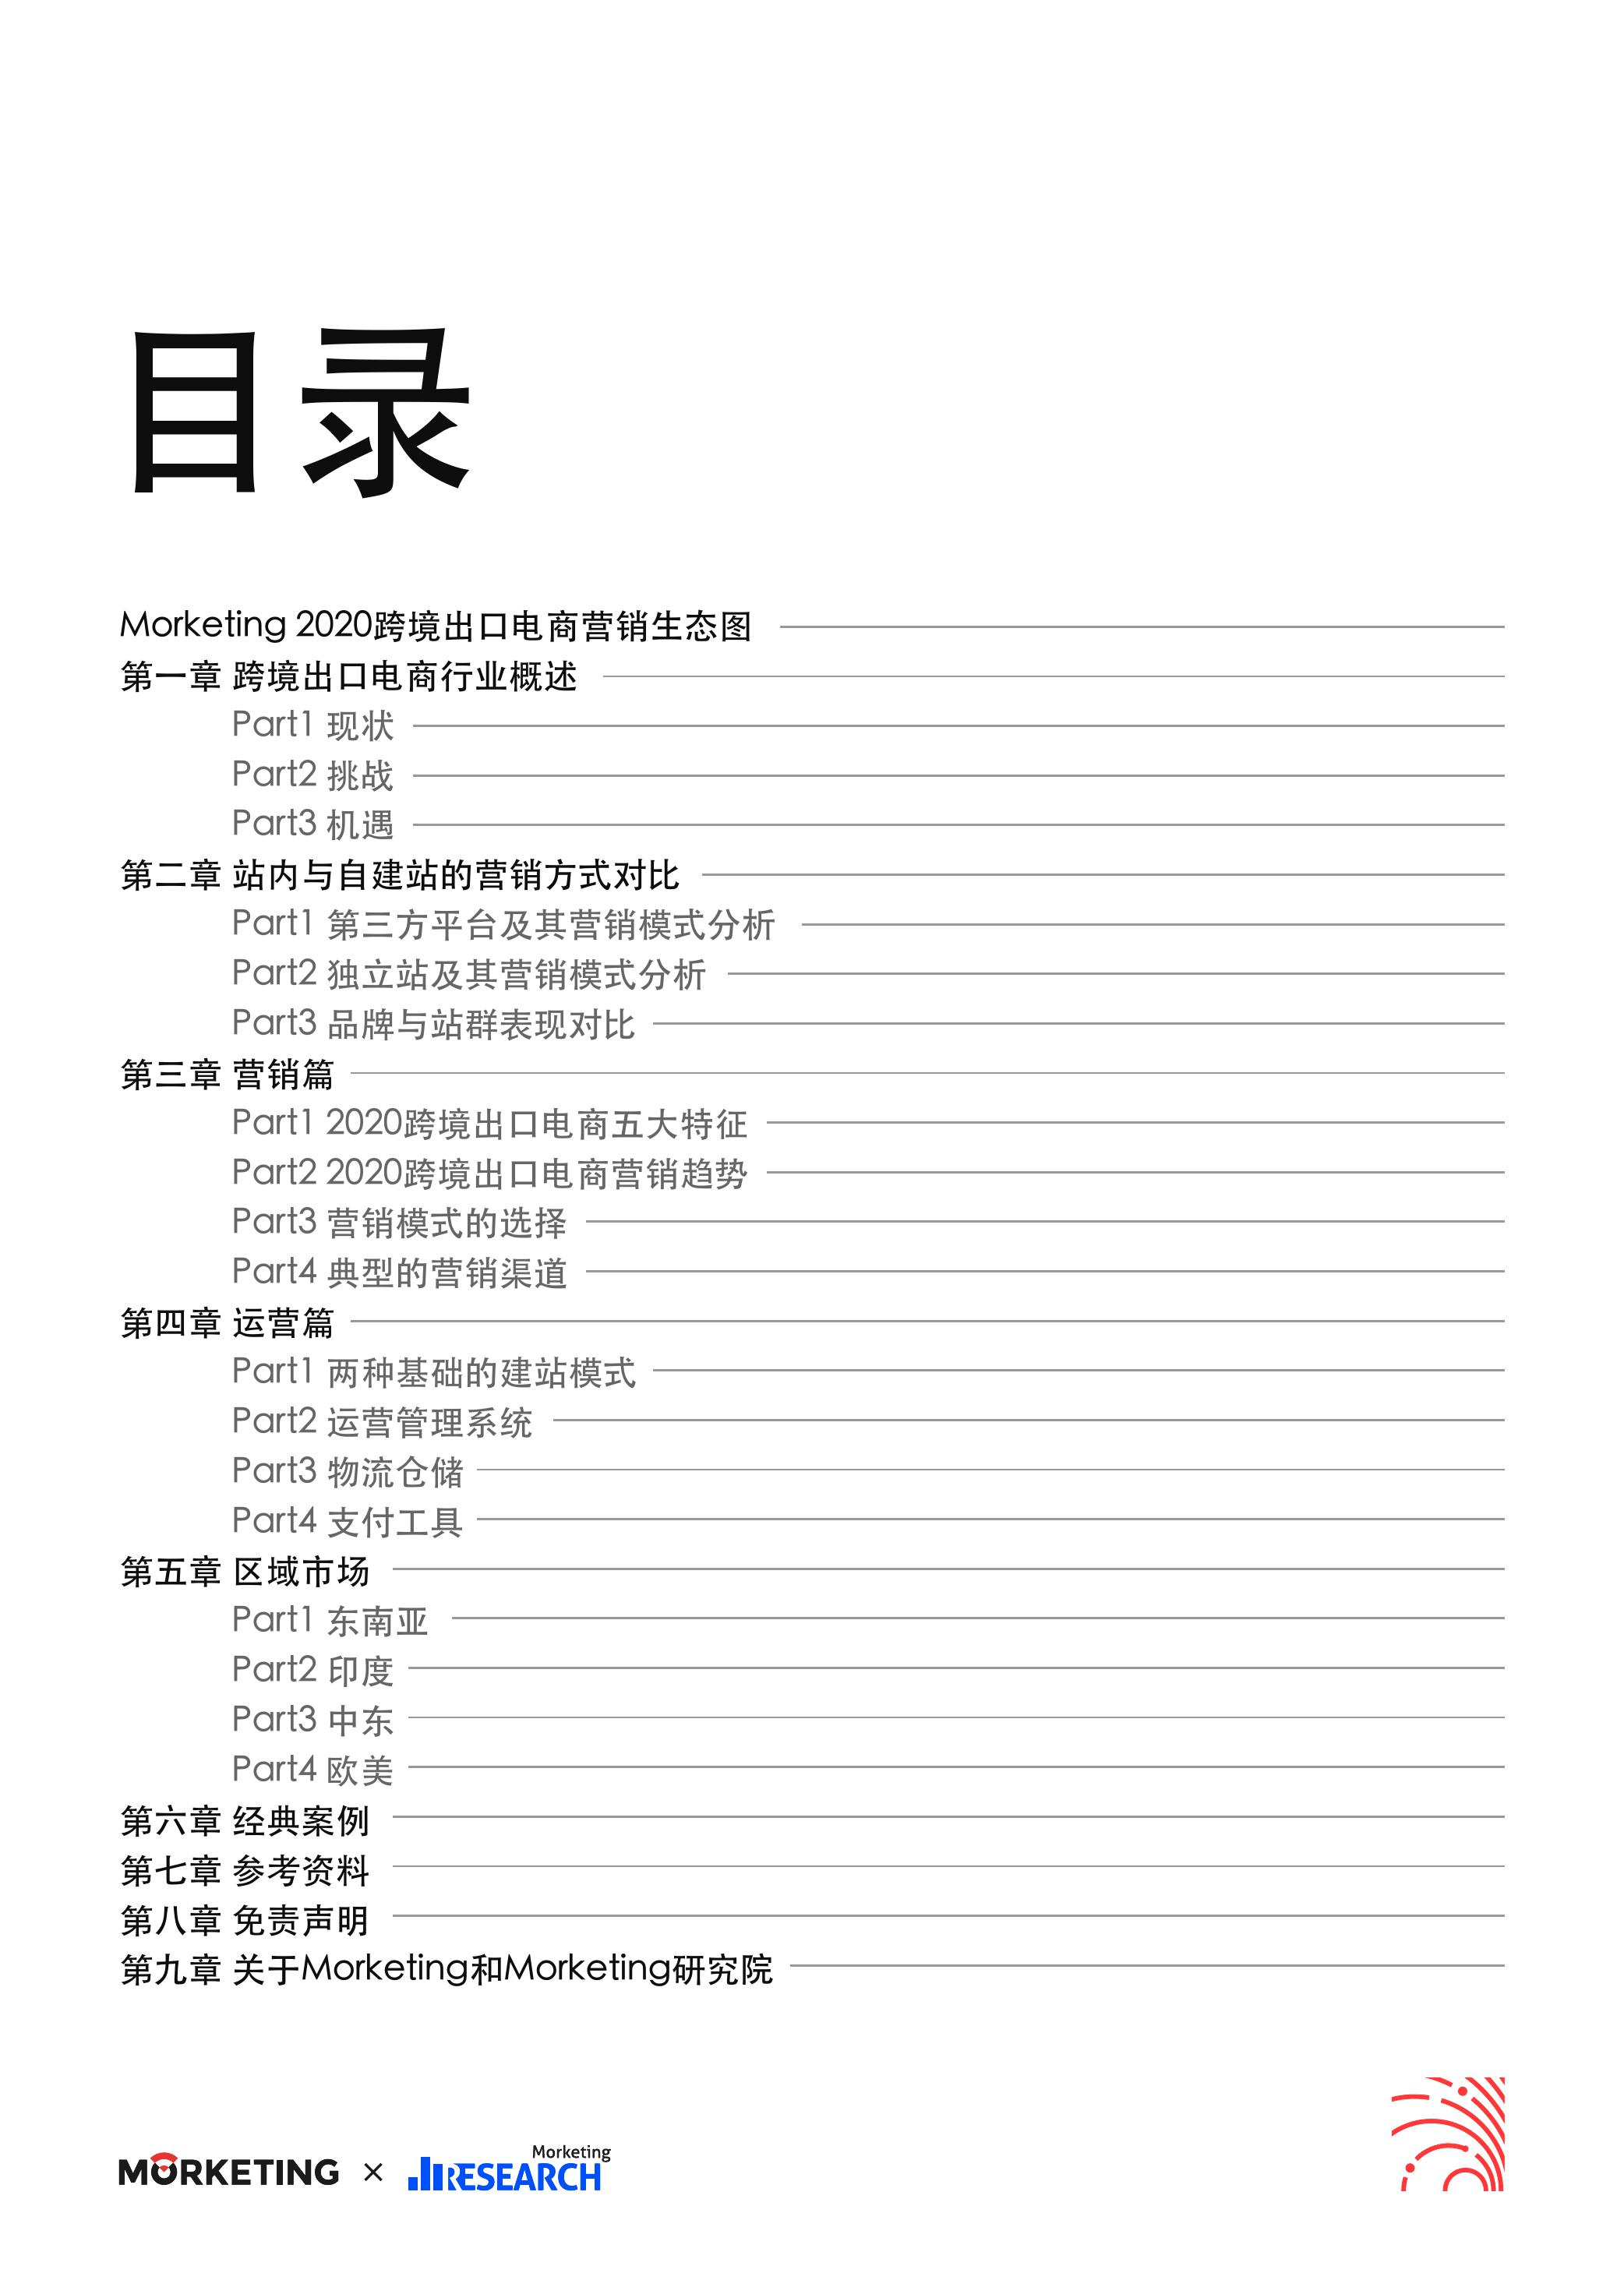 目录
Morketing 2020跨境出口电商营销生态图
第一章 跨境出口电商行业概述
Part1 现状
Part2 挑战
Part3 机遇
第二章 站内与自建站的营销方式对比
Part1 第三方平台及其营销模式分析
Part2 独立站及其营销模式分析
Part3 品牌与站群表现对比
第三章 营销篇
Part1 2020跨境出口电商五大特征
Part2 2020跨境出口电商营销趋势
Part3 营销模式的选择
Part4 典型的营销渠道
第四章 运营篇
Part1 两种基础的建站模式
Part2 运营管理系统
Part3 物流仓储
Part4 支付工具
第五章 区域市场
Part1 东南亚
Part2 印度
Part3 中东
Part4 欧美
第六章 经典案例
第七章 参考资料
第八章 免责声明
第九章 关于Morketing和Morketing研究院
MORKETING × Morketing RESEARCH